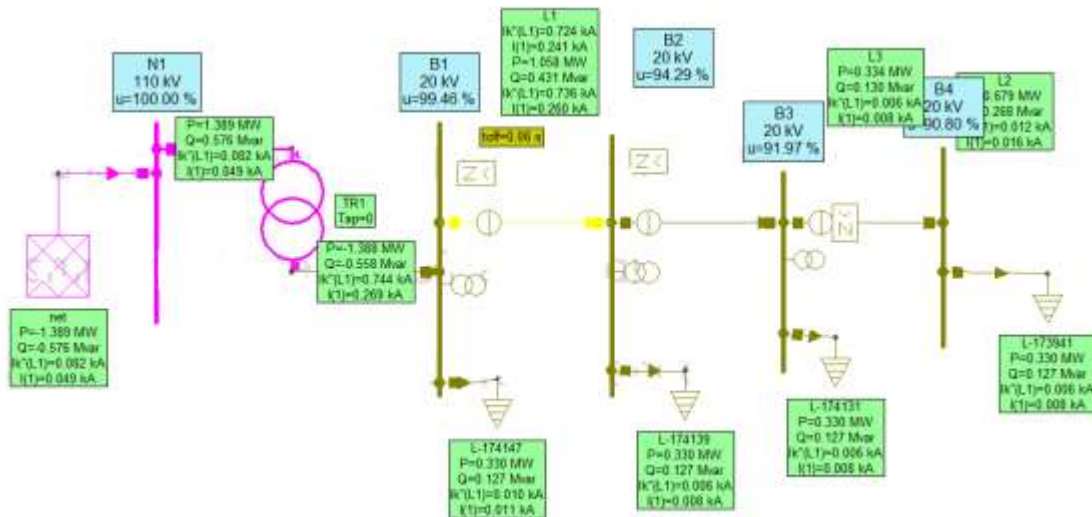 N1
110 kV
u=100.00 %
P=1.389 MW
Q=0.576 Mvar
Ik"(L1)=0.082 kA
I(1)=0.049 kA
net
P=-1.389 MW
Q=-0.576 Mvar
Ik"(L1)=0.082 kA
I(1)=0.049 kA
TR1
Tap=0
P=-1.388 MW
Q=-0.558 Mvar
Ik"(L1)=0.744 kA
I(1)=0.269 kA
B1
20 kV
u=99.46 %
L1
Ik"(L1)=0.724 kA
I(1)=0.241 kA
P=1.058 MW
Q=0.431 Mvar
Ik"(L1)=0.736 kA
I(1)=0.260 kA
Z<
L-174147
P=0.330 MW
Q=0.127 Mvar
Ik"(L1)=0.010 kA
I(1)=0.011 kA
B2
20 kV
u=94.29 %
Z<
L-174139
P=0.330 MW
Q=0.127 Mvar
Ik"(L1)=0.006 kA
I(1)=0.008 kA
B3
20 kV
u=91.97 %
L3
P=0.334 MW
Q=0.130 Mvar
Ik"(L1)=0.006 kA
I(1)=0.008 kA
L-174131
P=0.330 MW
Q=0.127 Mvar
Ik"(L1)=0.006 kA
I(1)=0.008 kA
B4
20 kV
90.80 %
L2
0.679 MW
0.268 Mvar
1)=0.012 kA
0.016 kA
L-173941
P=0.330 MW
Q=0.127 Mvar
Ik"(L1)=0.006 kA
I(1)=0.008 kA